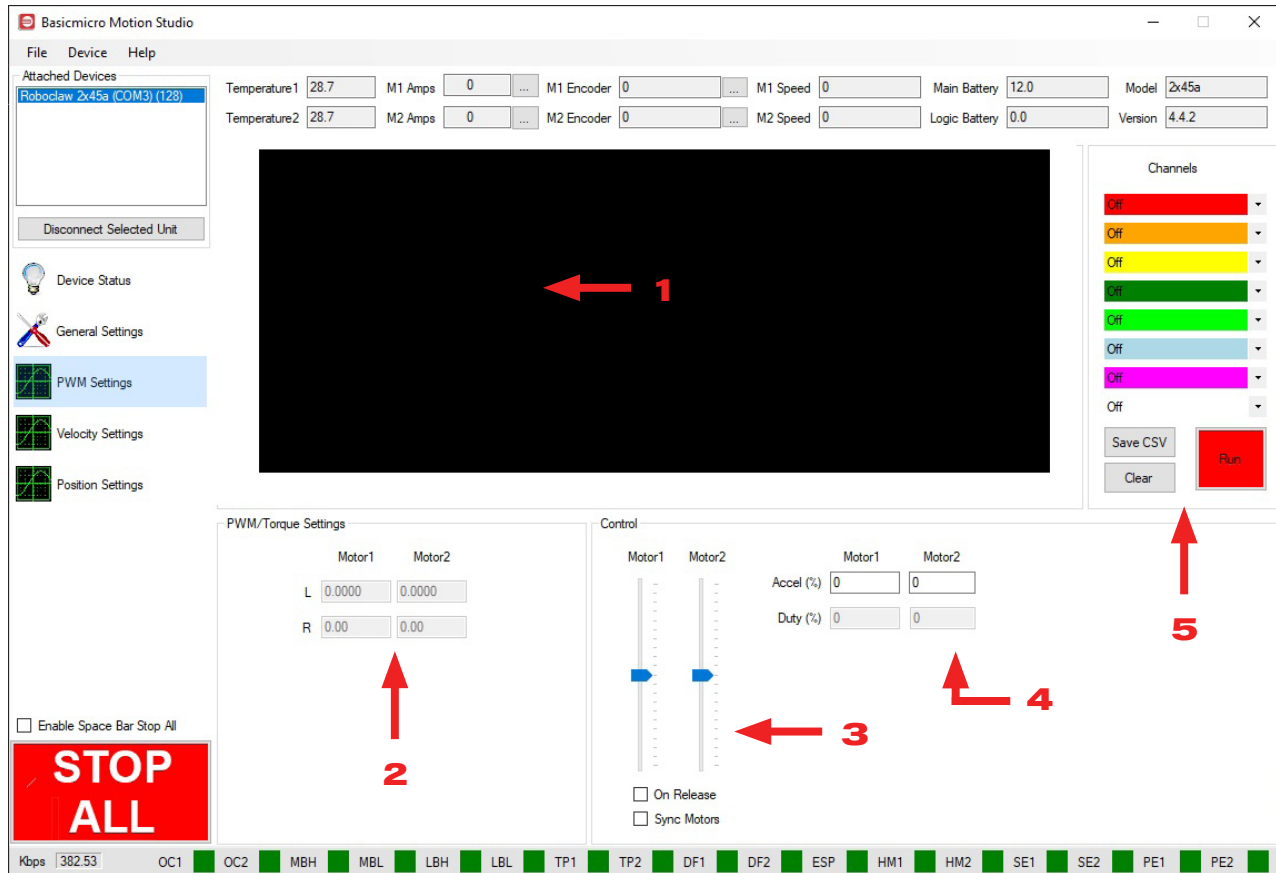 Basicmicro Motion Studio
File Device Help
Attached Devices
Roboclaw 2x45a (COM3) (128)
Disconnect Selected Unit
Temperature1 28.7 M1 Amps 0 ... M1 Encoder 0 ... M1 Speed 0 Main Battery 12.0 Model 2x45a
Temperature2 28.7 M2 Amps 0 ... M2 Encoder 0 ... M2 Speed 0 Logic Battery 0.0 Version 4.4.2
Device Status
General Settings
PWM Settings
Velocity Settings
Position Settings
1
Channels
Off
Off
Off
Off
Off
Off
Off
Off
Save CSV
Clear
Run
5
PWM/Torque Settings
Motor1 Motor2
L 0.0000 0.0000
R 0.00 0.00
2
Control
Motor1 Motor2
Motor1 Motor2
Accel (%) 0 0
Duty (%) 0 0
4
3
On Release
Sync Motors
Enable Space Bar Stop All
STOP
ALL
Kbps 382.53 OC1 OC2 MBH MBL LBH LBL TP1 TP2 DF1 DF2 ESP HM1 HM2 SE1 SE2 PE1 PE2